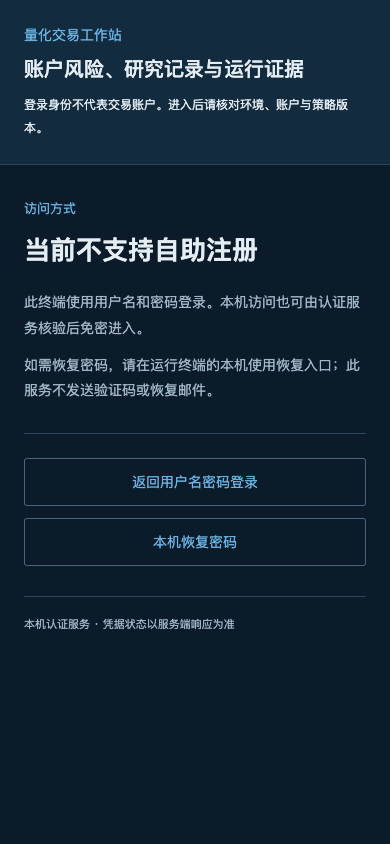 量化交易工作站
账户风险、研究记录与运行证据
登录身份不代表交易账户。进入后请核对环境、账户与策略版
本。
访问方式
当前不支持自助注册
此终端使用用户名和密码登录。本机访问也可由认证服
务核验后免密进入。
如需恢复密码，请在运行终端的本机使用恢复入口；此
服务不发送验证码或恢复邮件。
返回用户名密码登录
本机恢复密码
本机认证服务 · 凭据状态以服务端响应为准